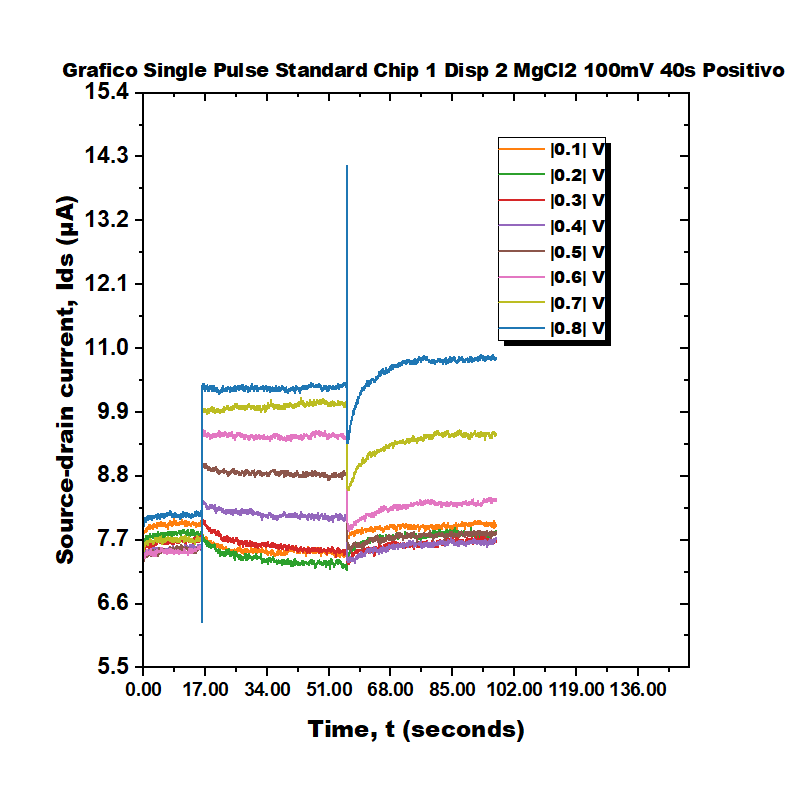 Grafico Single Pulse Standard Chip 1 Disp 2 MgCl2 100mV 40s Positivo
15.4
14.3
13.2
12.1
11.0
9.9
8.8
7.7
6.6
5.5
Source-drain current, Ids (µA)
|0.1| V
|0.2| V
|0.3| V
|0.4| V
|0.5| V
|0.6| V
|0.7| V
|0.8| V
0.00 17.00 34.00 51.00 68.00 85.00 102.00 119.00 136.00
Time, t (seconds)